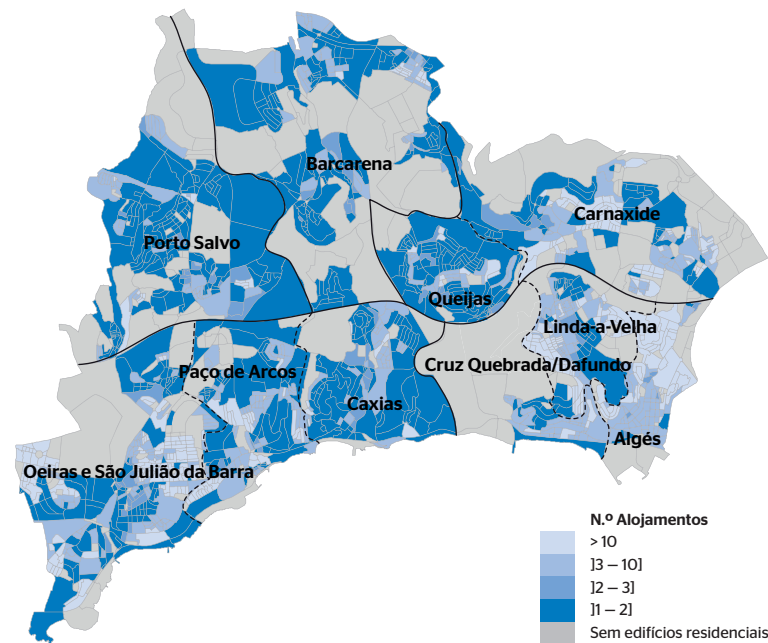 Barcarena
Carnaxide
Porto Salvo
Queijas
Linda-a-Velha
Cruz Quebrada/Dafundo
Paço de Arcos
Caxias
Algés
Oeiras e São Julião da Barra
N.º Alojamentos
> 10
]3 – 10]
]2 – 3]
]1 – 2]
Sem edifícios residenciais